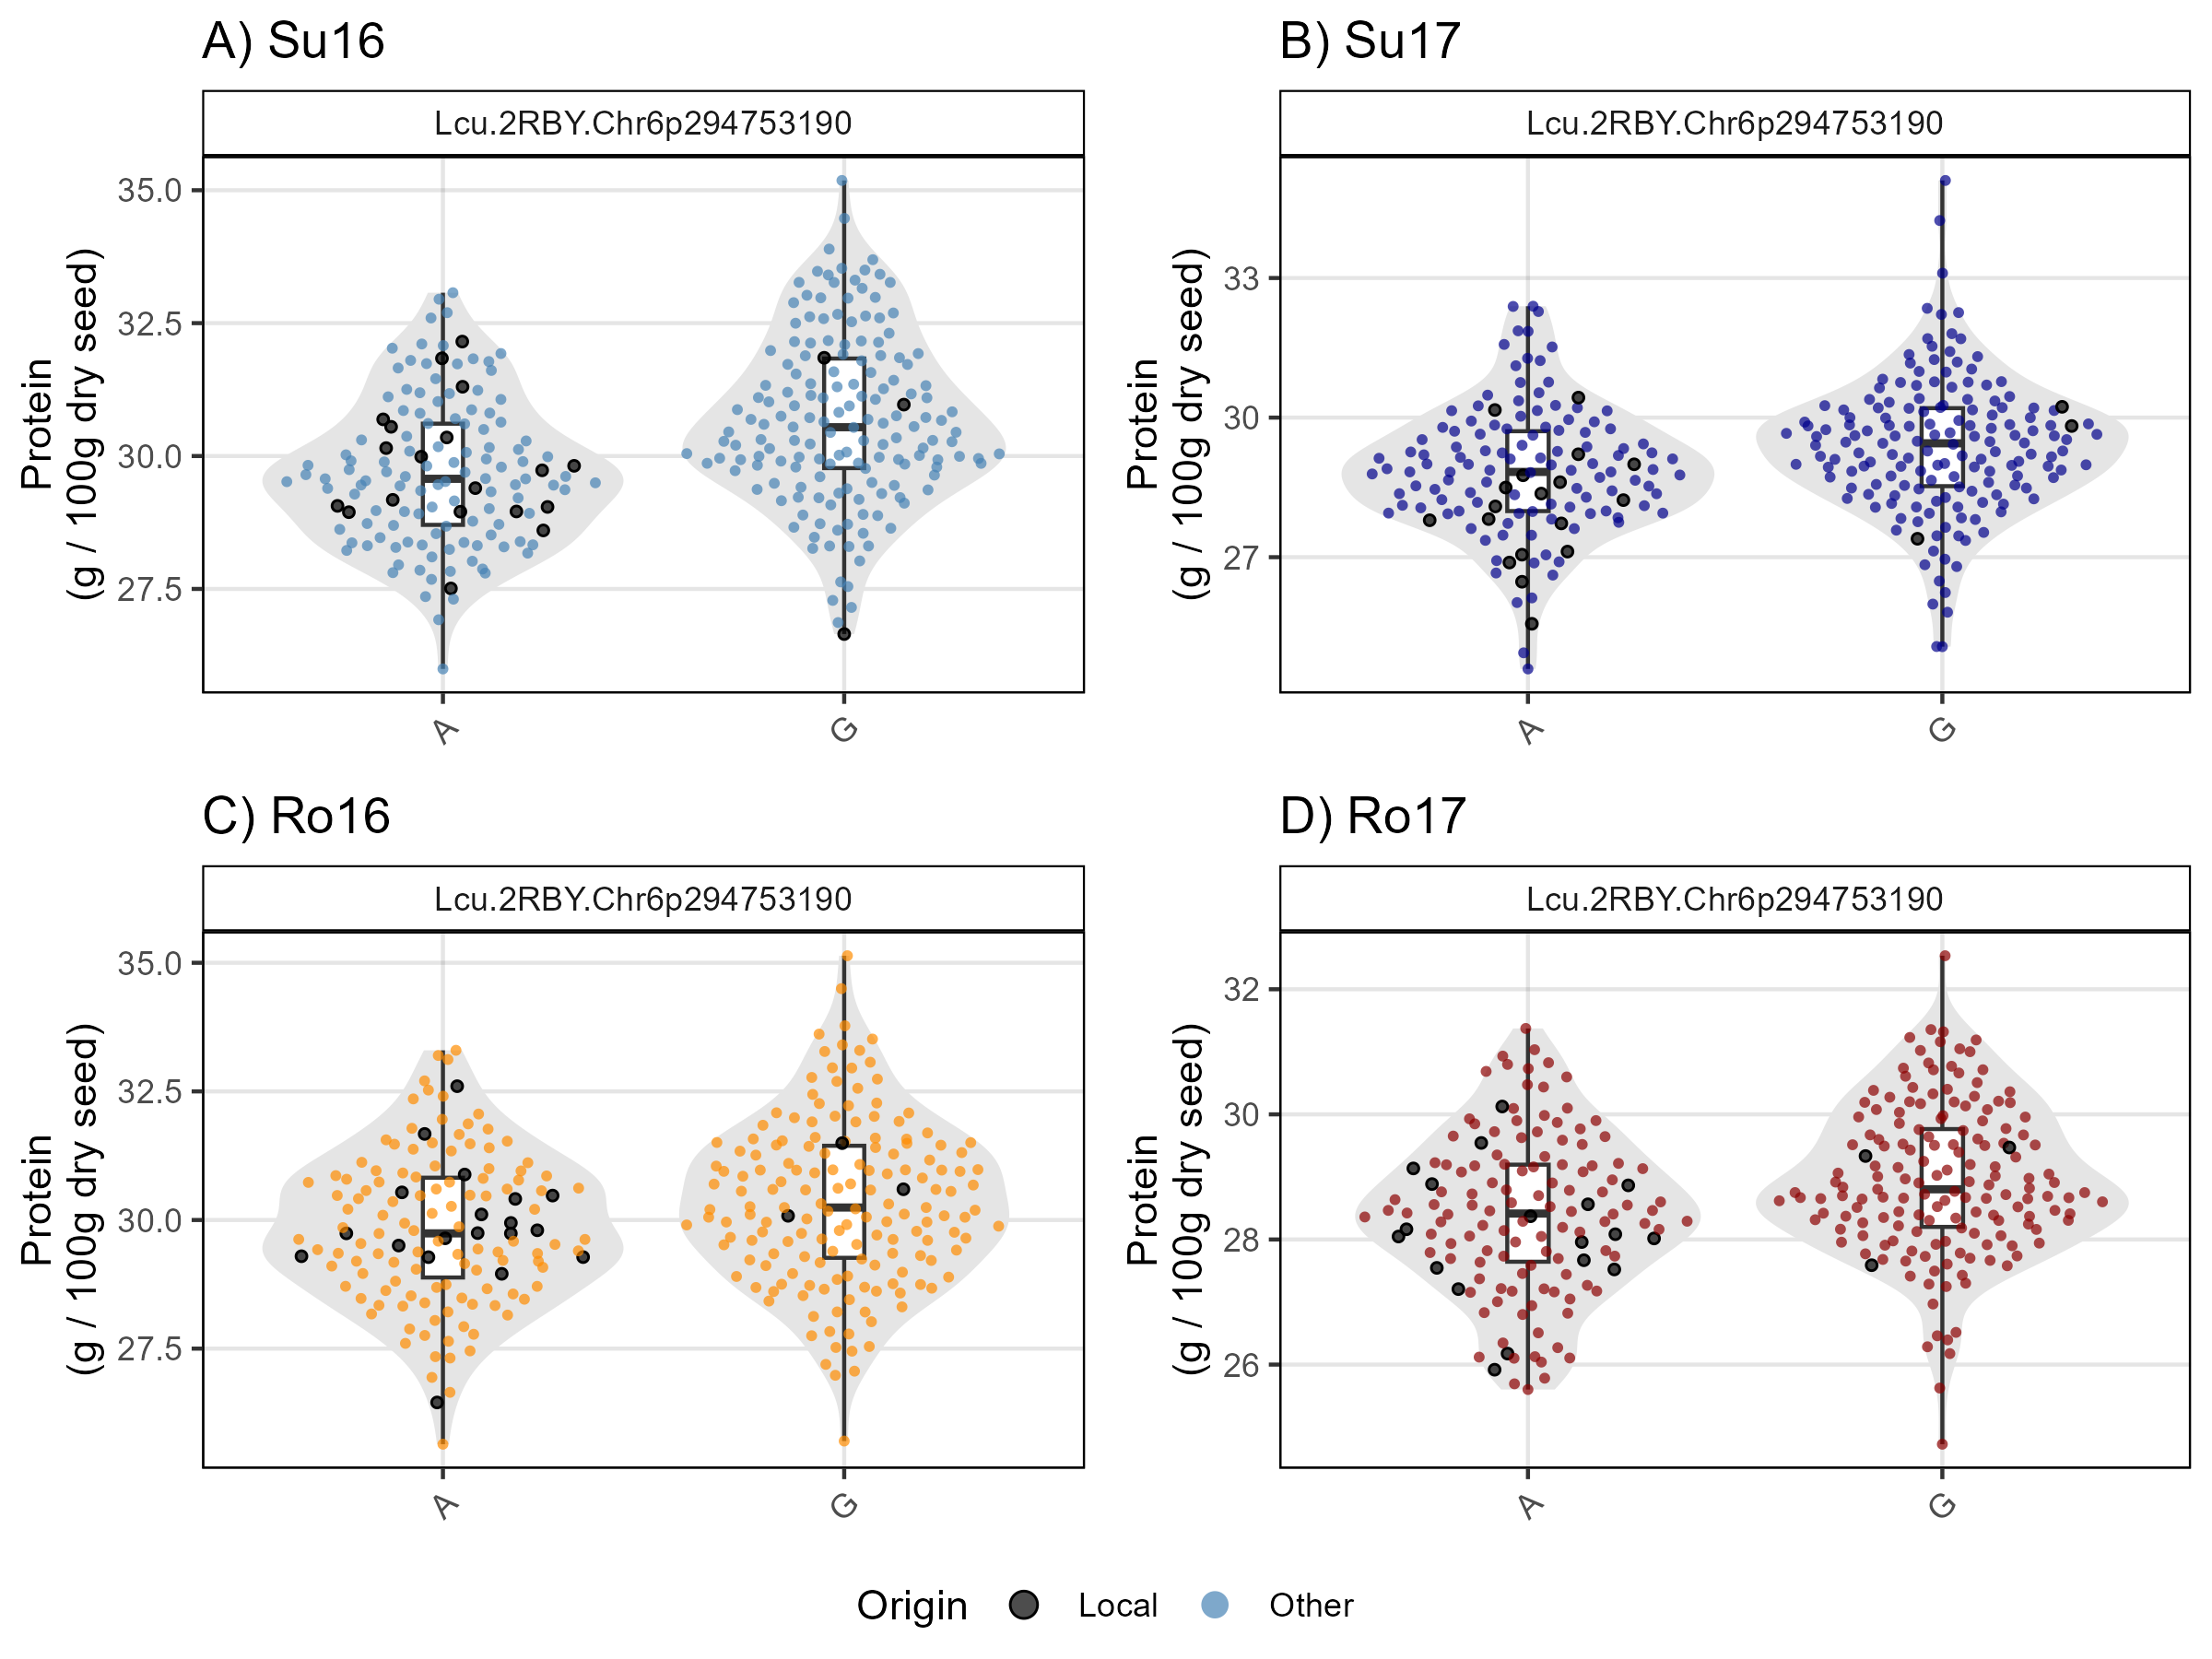 A) Su16
Lcu.2RBY.Chr6p294753190
Protein
(g / 100g dry seed)
35.0
32.5
30.0
27.5
A
G
B) Su17
Lcu.2RBY.Chr6p294753190
Protein
(g / 100g dry seed)
33
30
27
A
G
C) Ro16
Lcu.2RBY.Chr6p294753190
Protein
(g / 100g dry seed)
35.0
32.5
30.0
27.5
A
G
D) Ro17
Lcu.2RBY.Chr6p294753190
Protein
(g / 100g dry seed)
32
30
28
26
A
G
Origin Local Other